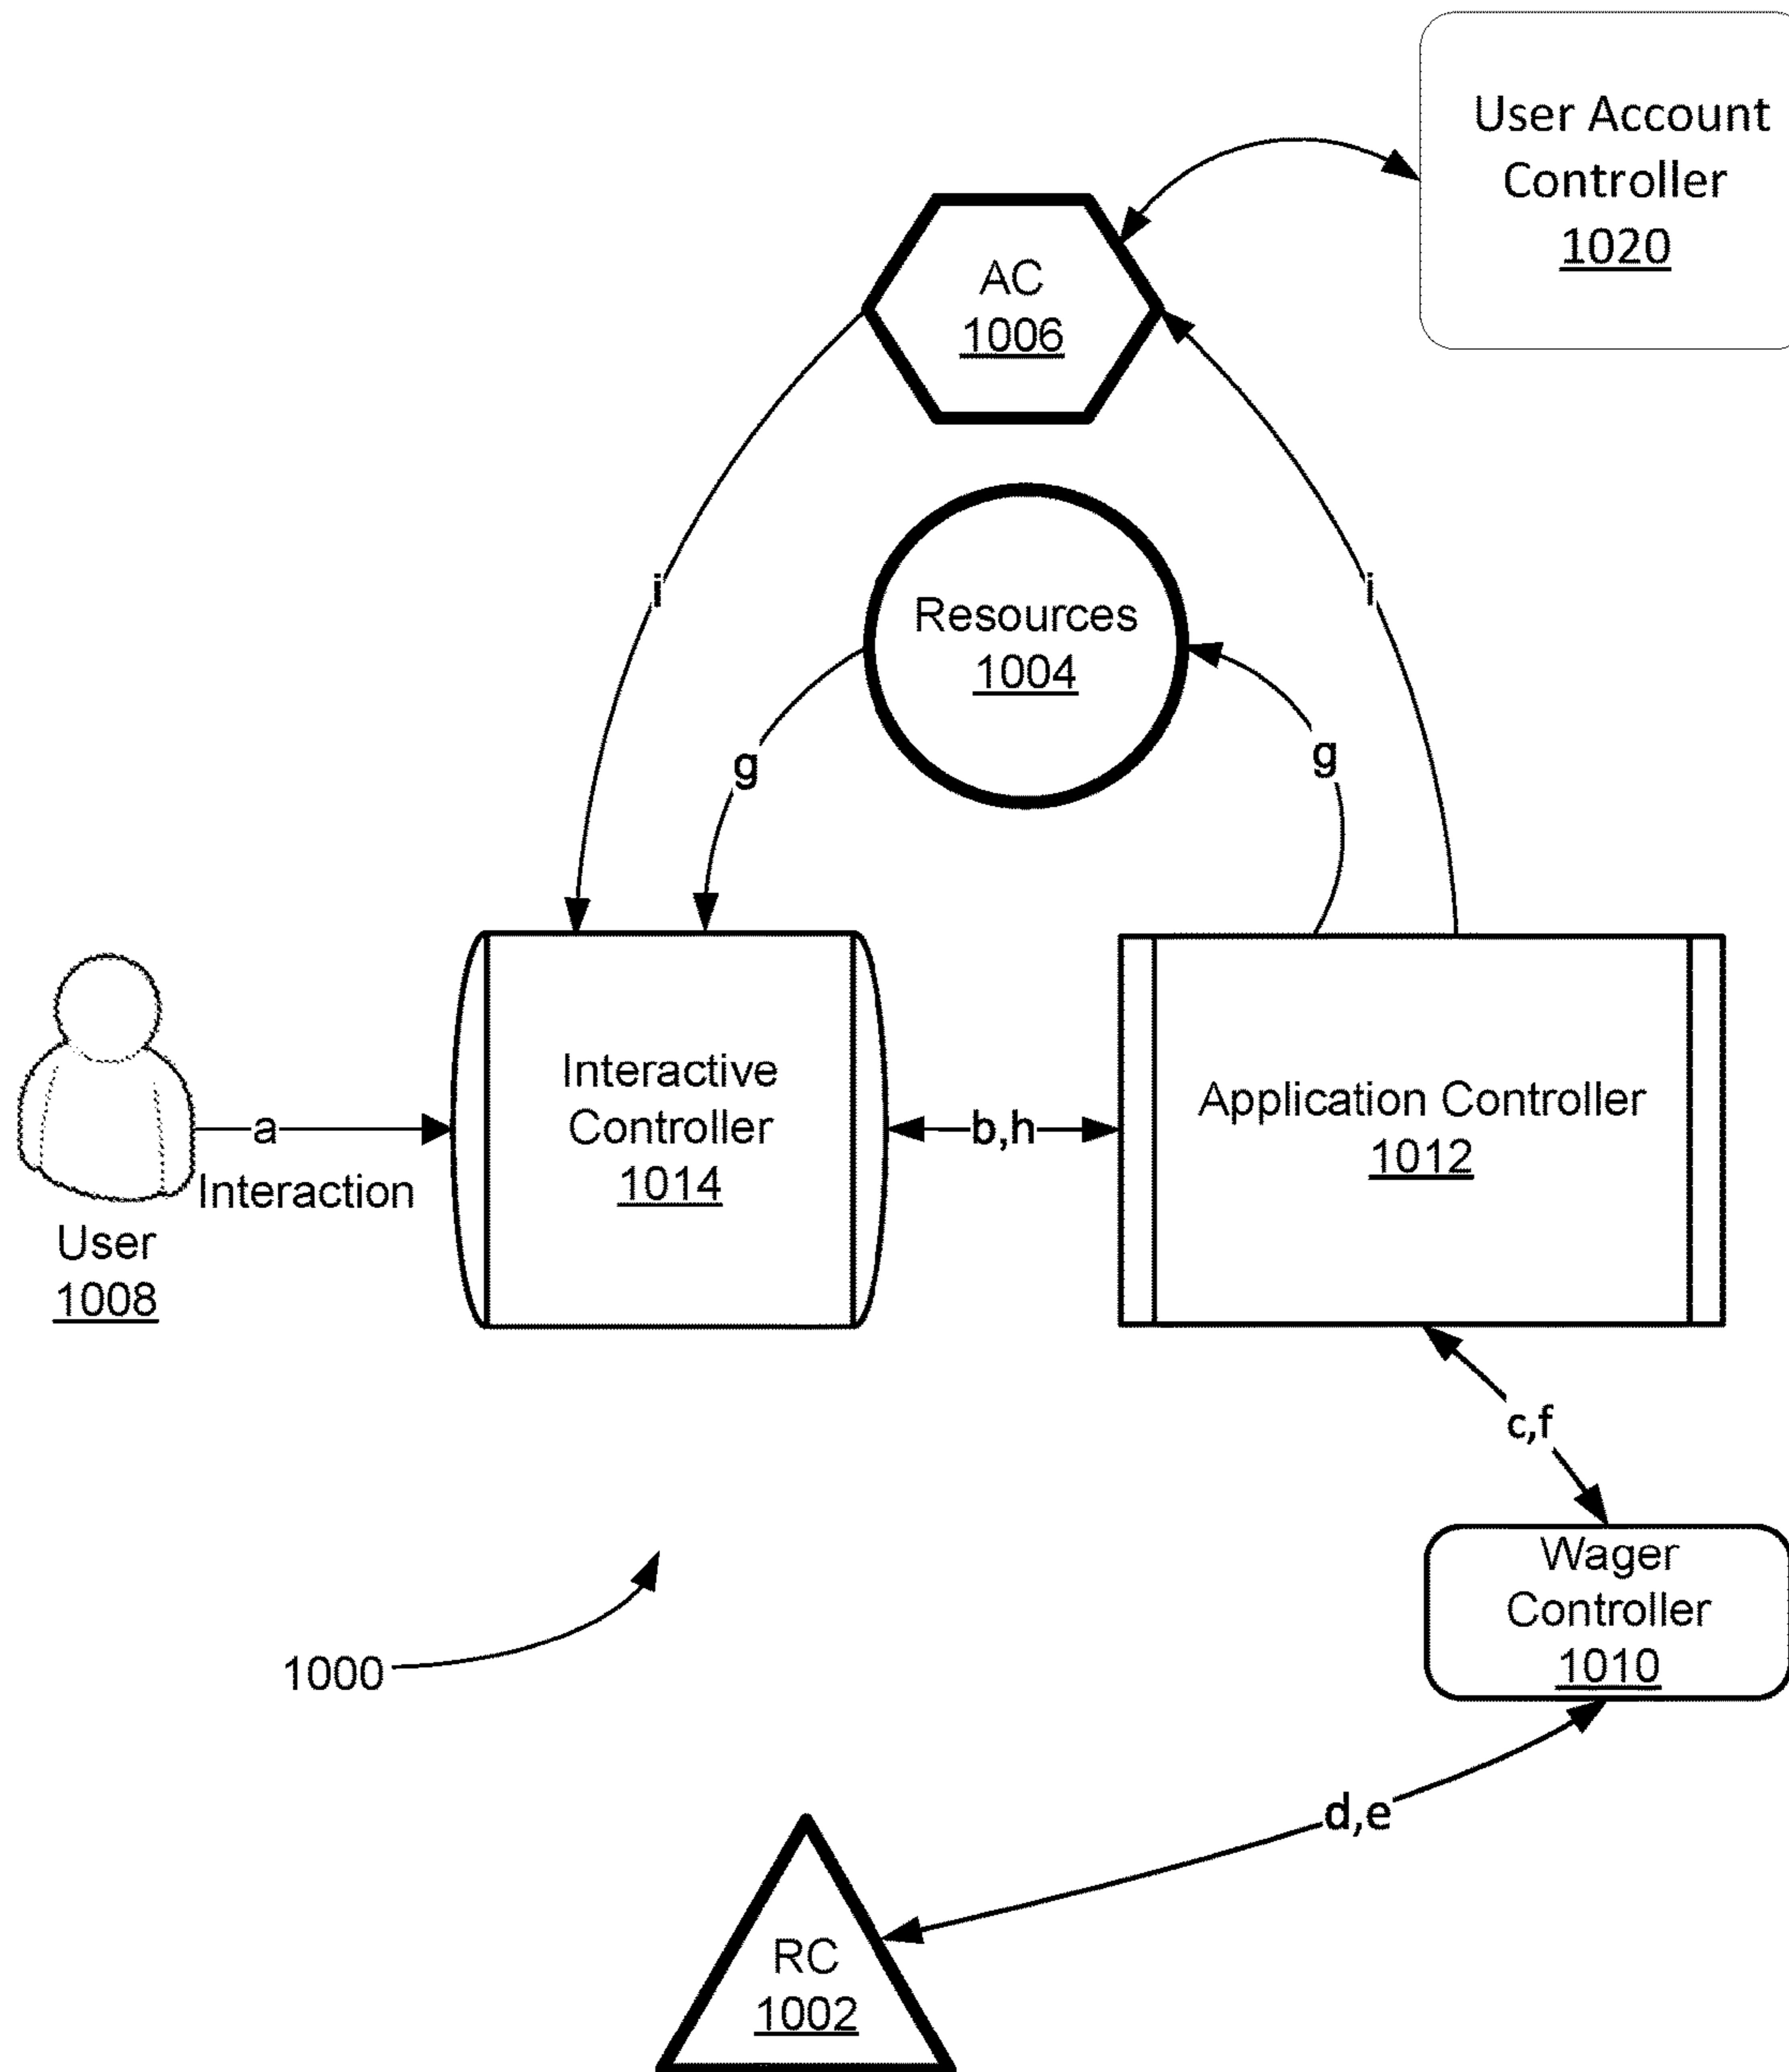 User Account
Controller
1020
AC
1006
i
i
Resources
1004
g
g
Interactive
Controller
1014
Application Controller
1012
a
b,h
Interaction
User
1008
c,f
Wager
Controller
1010
1000
d,e
RC
1002